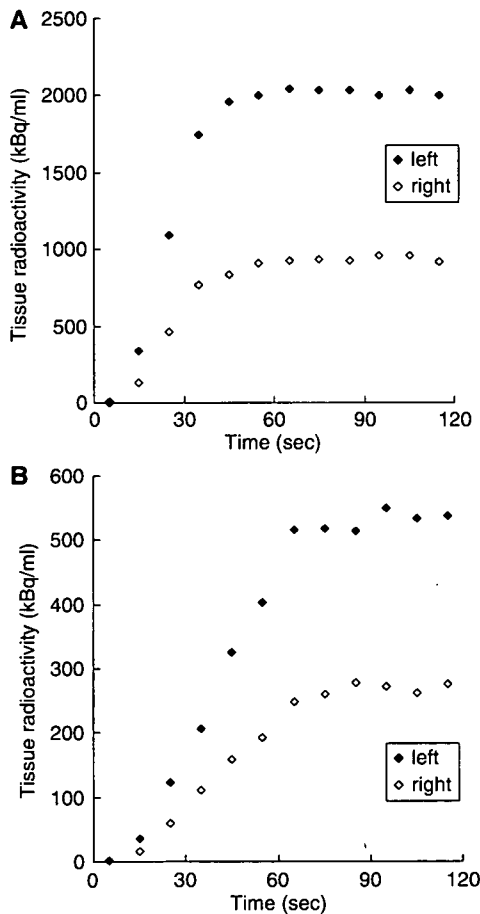 A
Tissue radioactivity (kBq/ml)
2500
2000
1500
1000
500
0
left
right
0 30 60 90 120
Time (sec)
B
Tissue radioactivity (kBq/ml)
600
500
400
300
200
100
0
left
right
0 30 60 90 120
Time (sec)